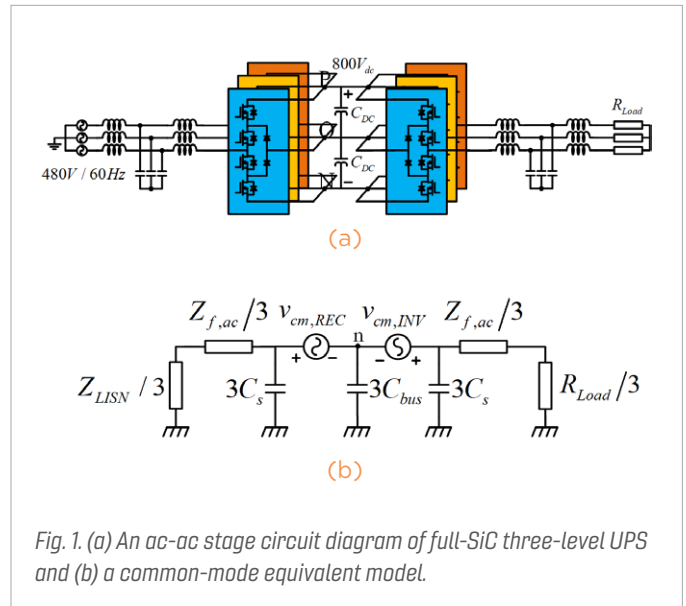 P
800V_dc
+
C_DC
O
C_DC
N
−
R_Load
480V / 60Hz
(a)
Z_f,ac/3
v_cm,REC
v_cm,INV
Z_f,ac/3
n
+ − − +
Z_LISN / 3
3C_s
3C_bus
3C_s
R_Load/3
(b)
Fig. 1. (a) An ac-ac stage circuit diagram of full-SiC three-level UPS
and (b) a common-mode equivalent model.